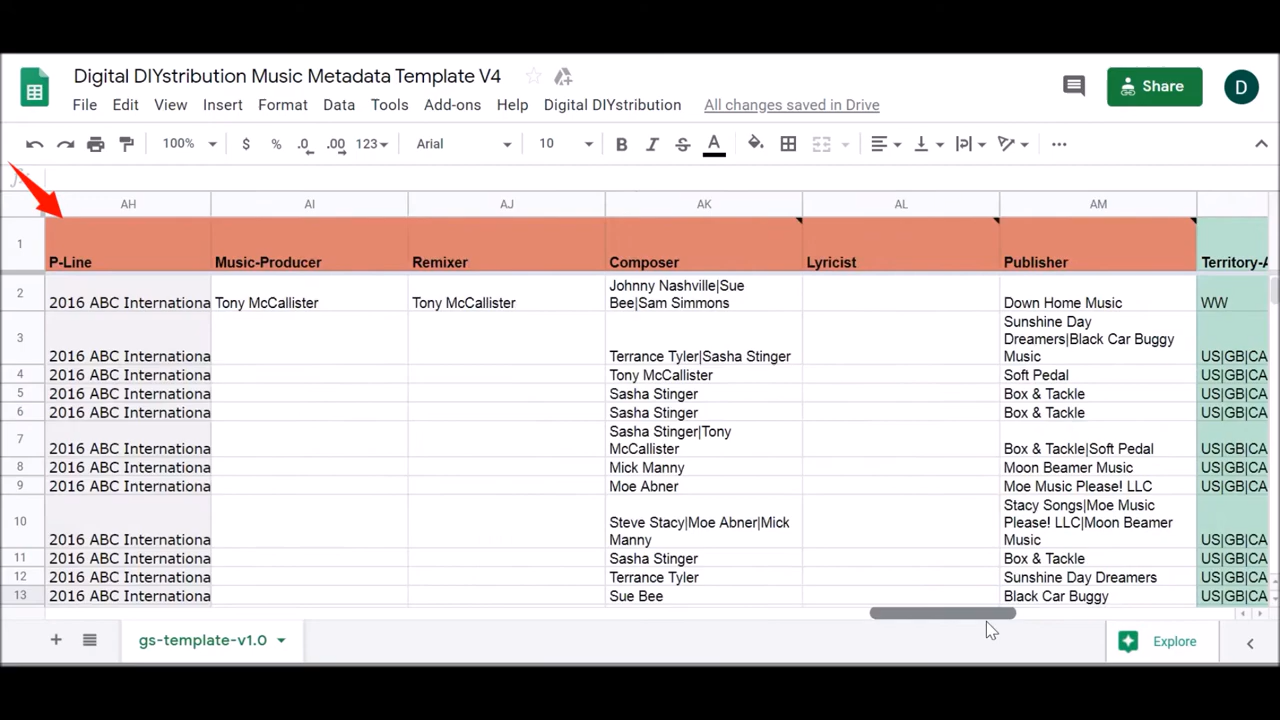 Digital DIYstribution Music Metadata Template V4
File Edit View Insert Format Data Tools Add-ons Help Digital DIYstribution All changes saved in Drive
Share
D
100% $ % .0 .00 123 Arial 10 B I S A
AH AI AJ AK AL AM
1 P-Line Music-Producer Remixer Composer Lyricist Publisher Territory-A
Johnny Nashville|Sue
2 2016 ABC Internationa Tony McCallister Tony McCallister Bee|Sam Simmons Down Home Music WW
Sunshine Day
3 Dreamers|Black Car Buggy
2016 ABC Internationa Terrance Tyler|Sasha Stinger Music US|GB|CA
4 2016 ABC Internationa Tony McCallister Soft Pedal US|GB|CA
5 2016 ABC Internationa Sasha Stinger Box & Tackle US|GB|CA
6 2016 ABC Internationa Sasha Stinger Box & Tackle US|GB|CA
Sasha Stinger|Tony
7 2016 ABC Internationa McCallister Box & Tackle|Soft Pedal US|GB|CA
8 2016 ABC Internationa Mick Manny Moon Beamer Music US|GB|CA
9 2016 ABC Internationa Moe Abner Moe Music Please! LLC US|GB|CA
Stacy Songs|Moe Music
10 Steve Stacy|Moe Abner|Mick Please! LLC|Moon Beamer
2016 ABC Internationa Manny Music US|GB|CA
11 2016 ABC Internationa Sasha Stinger Box & Tackle US|GB|CA
12 2016 ABC Internationa Terrance Tyler Sunshine Day Dreamers US|GB|CA
13 2016 ABC Internationa Sue Bee Black Car Buggy US|GB|CA
gs-template-v1.0 Explore